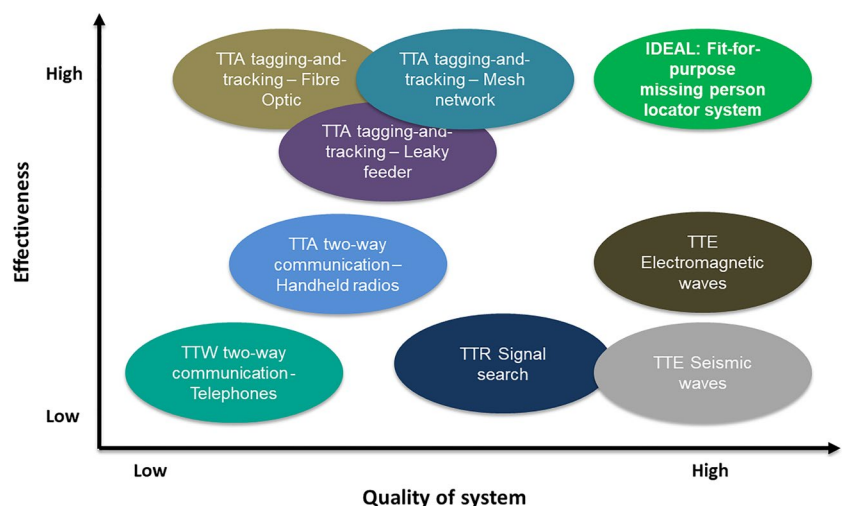 High
Effectiveness
Low
TTA tagging-and-
tracking – Fibre
Optic
TTA tagging-and-
tracking – Mesh
network
IDEAL: Fit-for-
purpose
missing person
locator system
TTA tagging-and-
tracking – Leaky
feeder
TTA two-way
communication –
Handheld radios
TTE
Electromagnetic
waves
TTW two-way
communication -
Telephones
TTR Signal
search
TTE Seismic
waves
Low
High
Quality of system